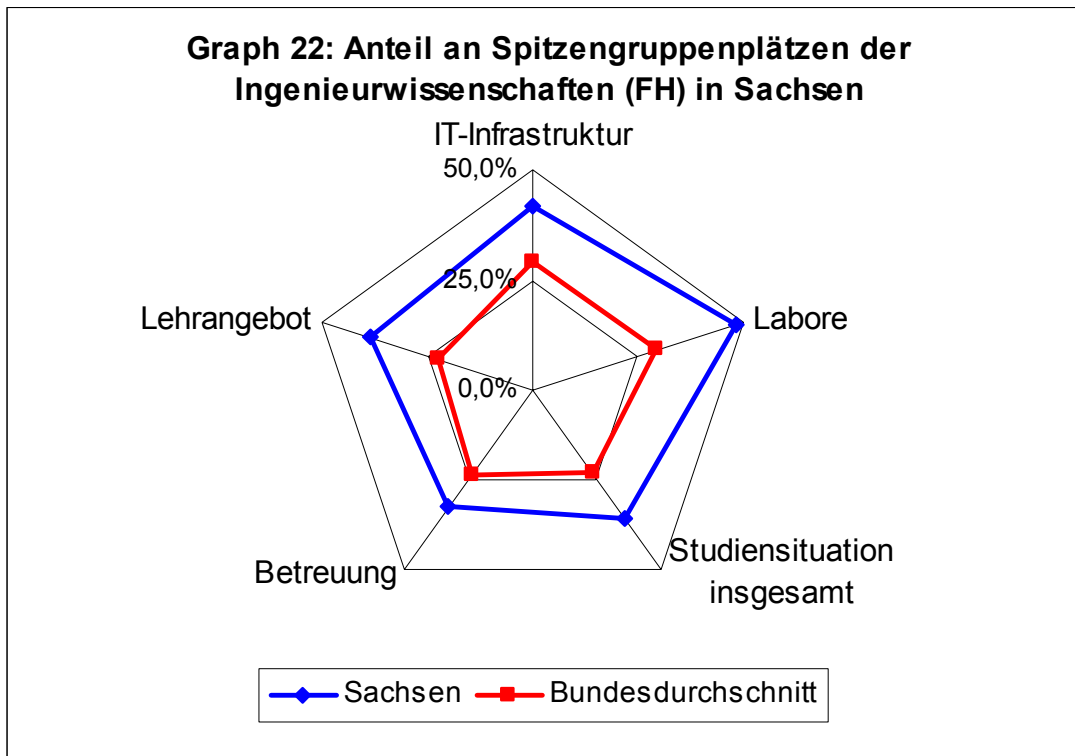 Graph 22: Anteil an Spitzengruppenplätzen der
Ingenieurwissenschaften (FH) in Sachsen
IT-Infrastruktur
50,0%
25,0%
0,0%
Labore
Lehrangebot
Studiensituation
insgesamt
Betreuung
Sachsen
Bundesdurchschnitt